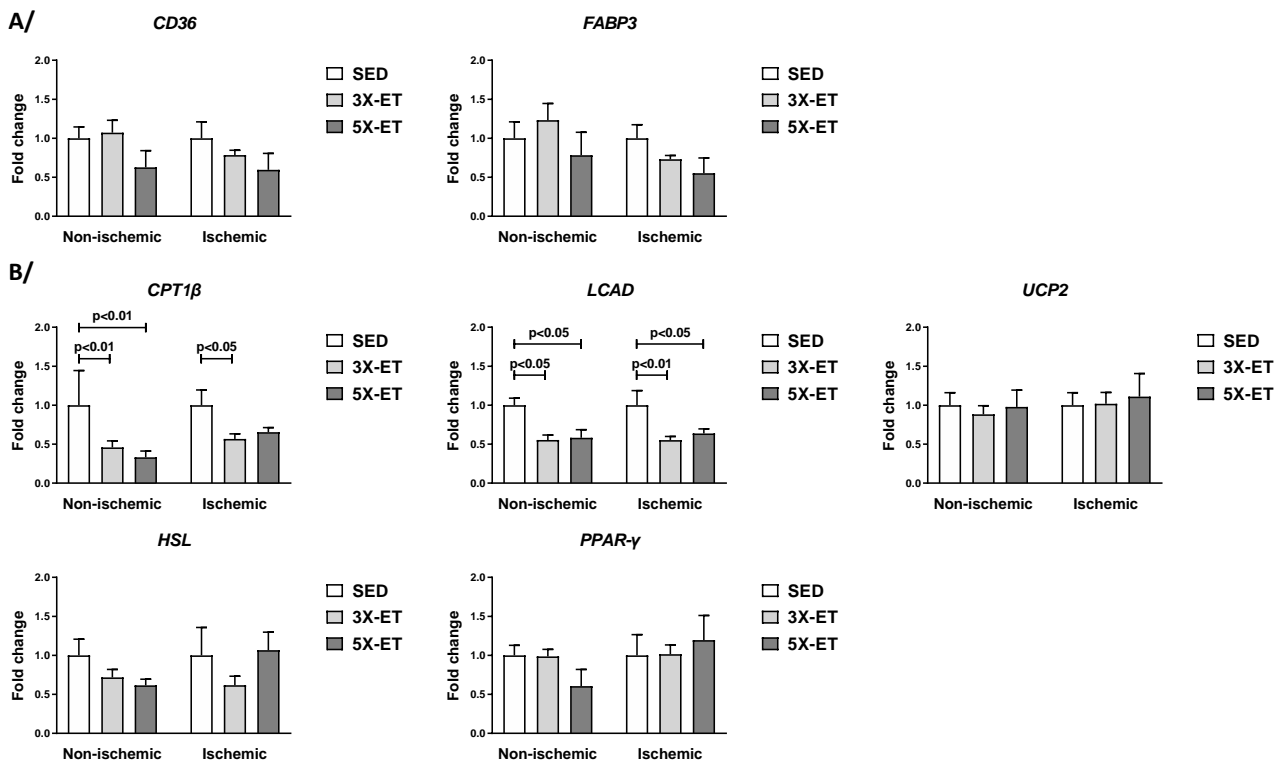 A/
CD36
2.0
1.5
1.0
0.5
0.0
Fold change
Non-ischemic
Ischemic
SED
3X-ET
5X-ET
FABP3
2.0
1.5
1.0
0.5
0.0
Fold change
Non-ischemic
Ischemic
SED
3X-ET
5X-ET
B/
CPT1β
p<0.01
p<0.01
p<0.05
2.0
1.5
1.0
0.5
0.0
Fold change
Non-ischemic
Ischemic
SED
3X-ET
5X-ET
LCAD
p<0.05
p<0.05
p<0.05
p<0.01
2.0
1.5
1.0
0.5
0.0
Fold change
Non-ischemic
Ischemic
SED
3X-ET
5X-ET
UCP2
2.0
1.5
1.0
0.5
0.0
Fold change
Non-ischemic
Ischemic
SED
3X-ET
5X-ET
HSL
2.0
1.5
1.0
0.5
0.0
Fold change
Non-ischemic
Ischemic
SED
3X-ET
5X-ET
PPAR-γ
2.0
1.5
1.0
0.5
0.0
Fold change
Non-ischemic
Ischemic
SED
3X-ET
5X-ET